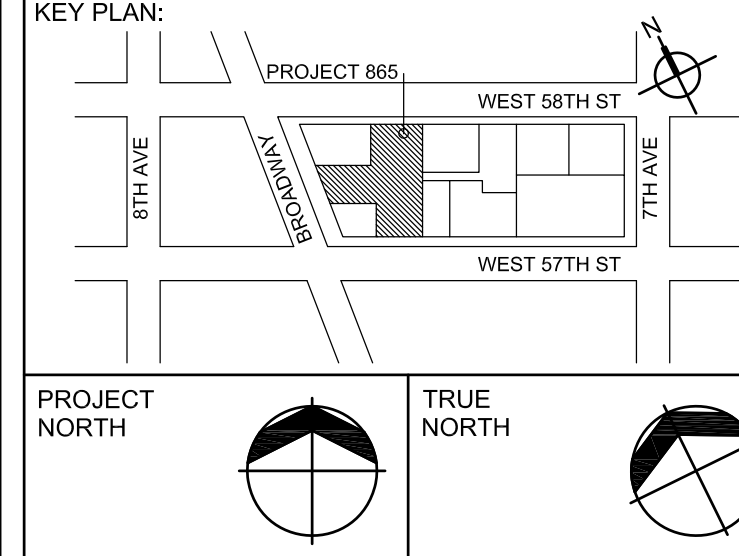 KEY PLAN:
N
PROJECT 865
WEST 58TH ST
8TH AVE
BROADWAY
7TH AVE
WEST 57TH ST
PROJECT
NORTH
TRUE
NORTH